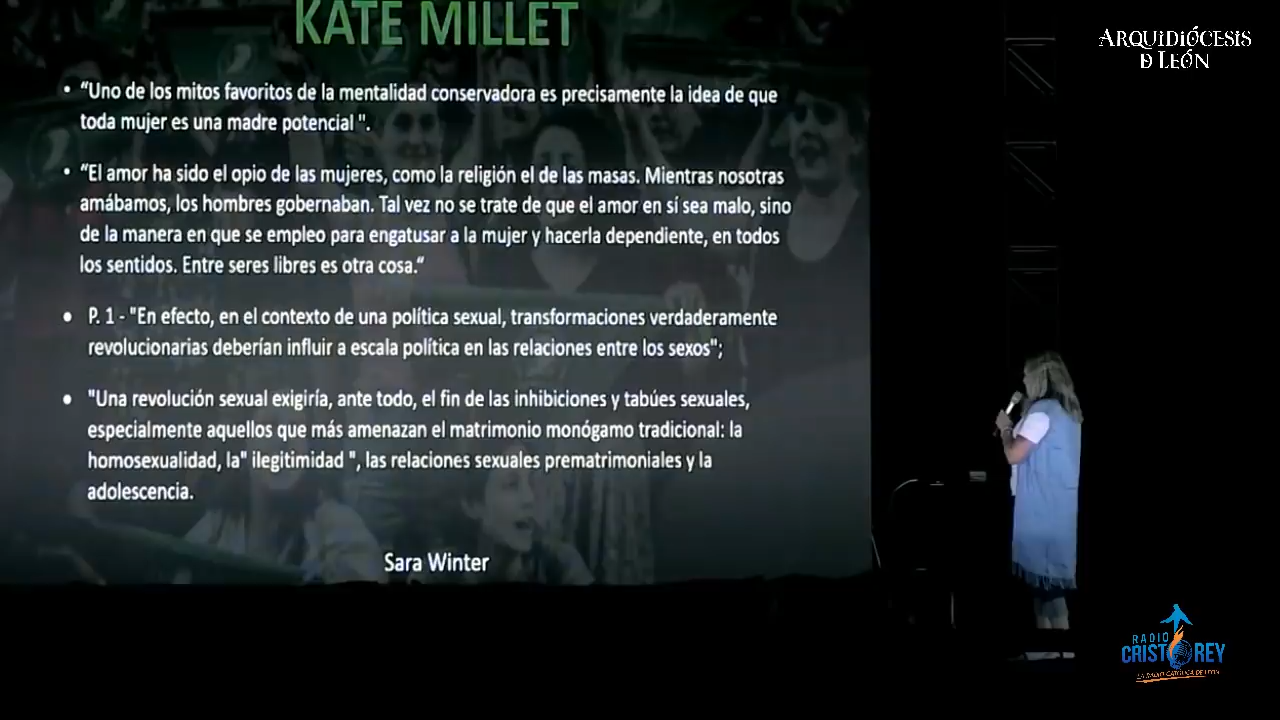 KATE MILLET
ARQUIDIÓCESIS
D LEÓN
• “Uno de los mitos favoritos de la mentalidad conservadora es precisamente la idea de que
toda mujer es una madre potencial ".
• “El amor ha sido el opio de las mujeres, como la religión el de las masas. Mientras nosotras
amábamos, los hombres gobernaban. Tal vez no se trate de que el amor en sí sea malo, sino
de la manera en que se empleo para engatusar a la mujer y hacerla dependiente, en todos
los sentidos. Entre seres libres es otra cosa.“
• P. 1 - "En efecto, en el contexto de una política sexual, transformaciones verdaderamente
revolucionarias deberían influir a escala política en las relaciones entre los sexos";
• "Una revolución sexual exigiría, ante todo, el fin de las inhibiciones y tabúes sexuales,
especialmente aquellos que más amenazan el matrimonio monógamo tradicional: la
homosexualidad, la" ilegitimidad ", las relaciones sexuales prematrimoniales y la
adolescencia.
Sara Winter
RADIO
CRISTO REY
LA RADIO CATÓLICA DE LEÓN